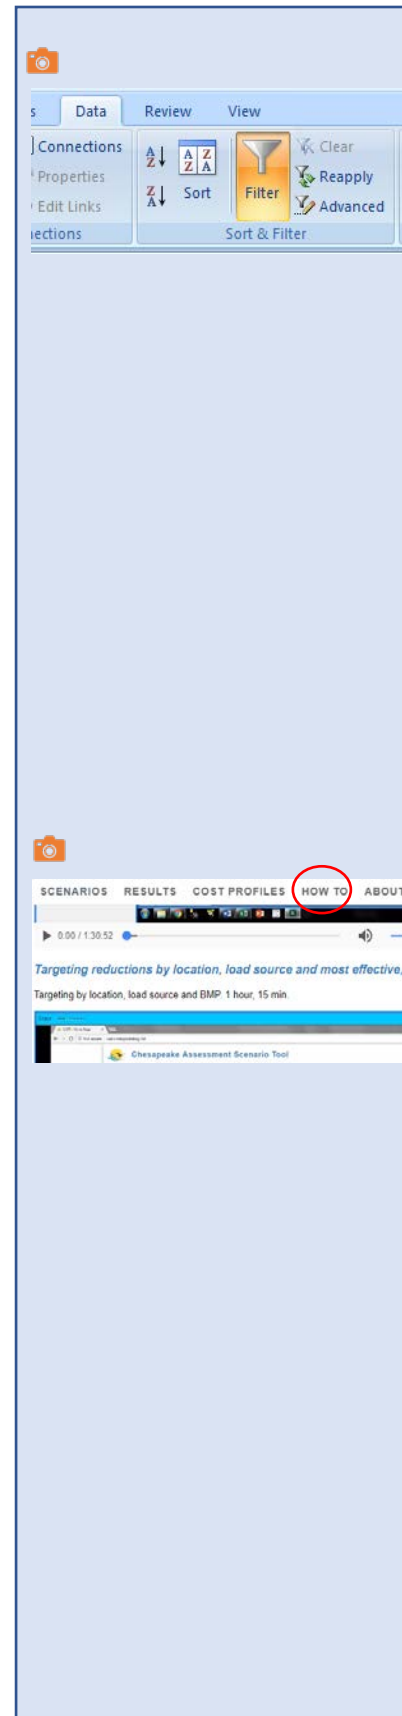 s Data Review View
Connections
Properties
Edit Links
ections
Sort
Filter
Clear
Reapply
Advanced
Sort & Filter
SCENARIOS RESULTS COST PROFILES HOW TO ABOUT
0:00 / 1:30:52
Targeting reductions by location, load source and most effective,
Targeting by location, load source and BMP. 1 hour, 15 min.
Chesapeake Assessment Scenario Tool